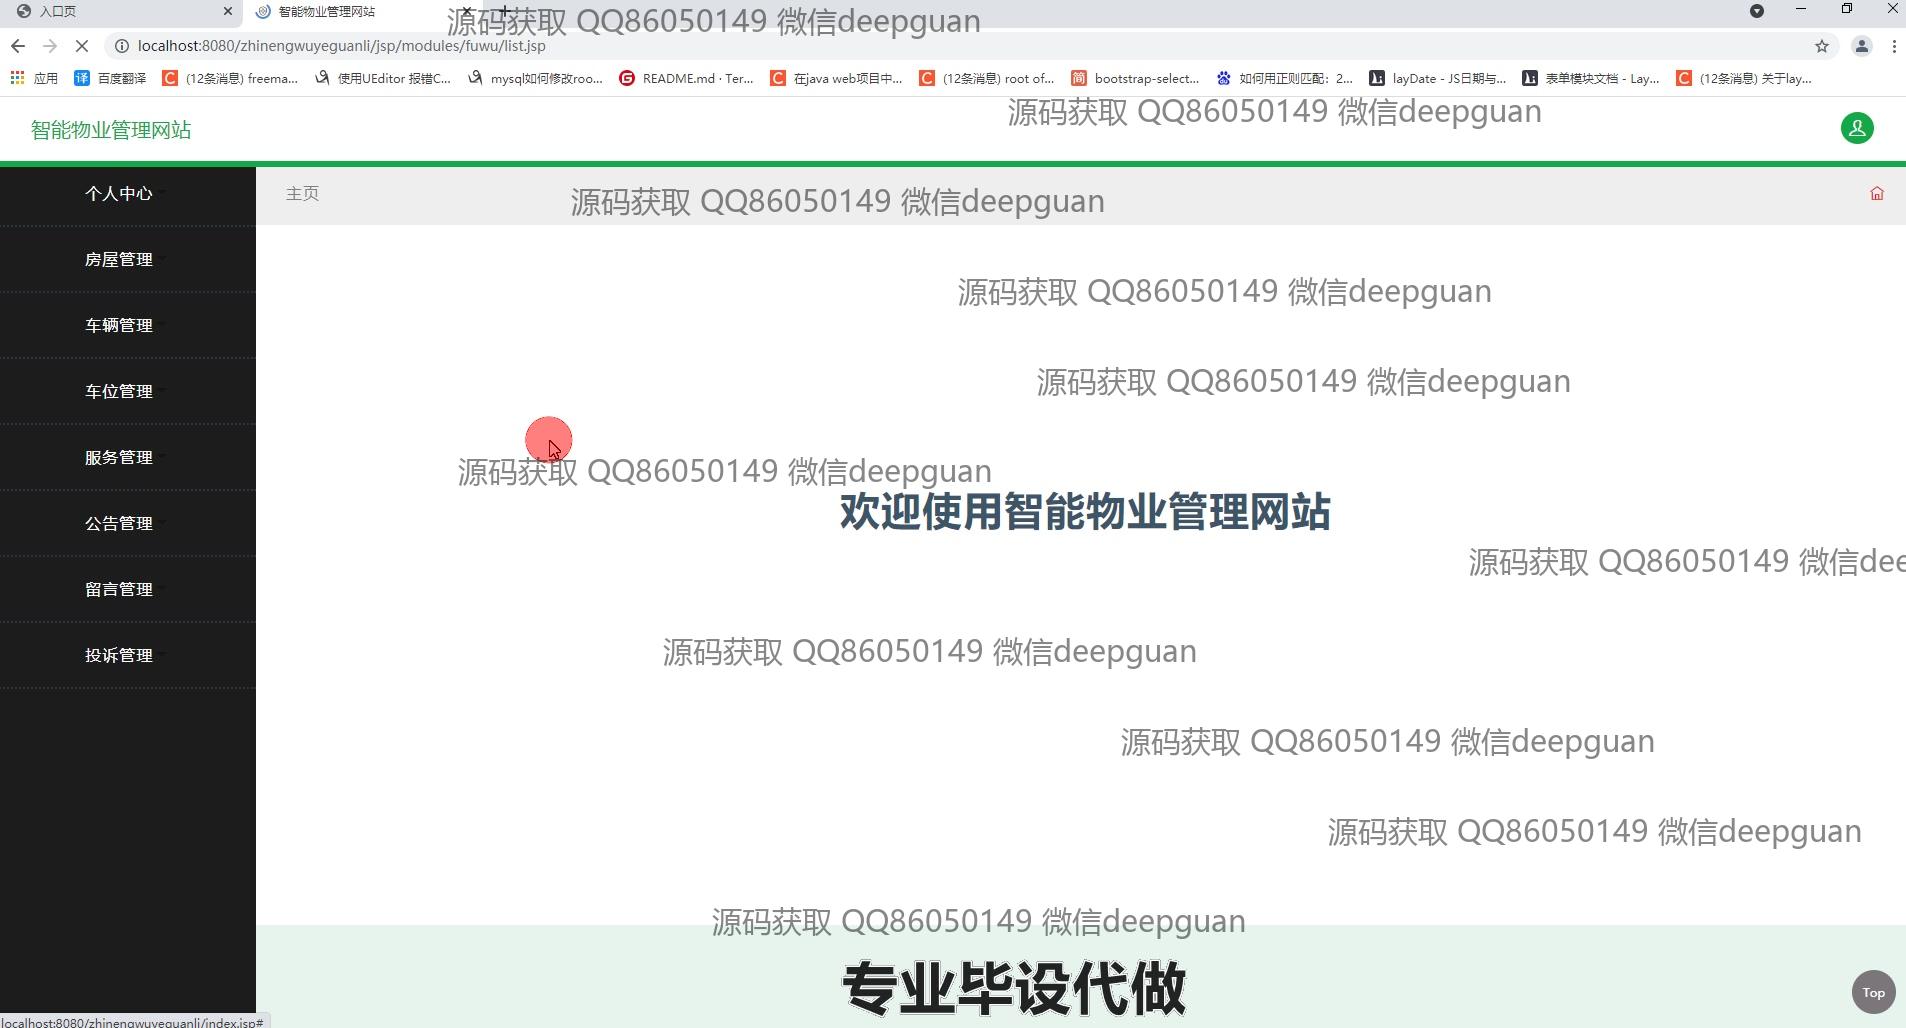 入口页
智能物业管理网站
源码获取 QQ86050149 微信deepguan
localhost:8080/zhinengwuyeguanli/jsp/modules/fuwu/list.jsp
应用
百度翻译
(12条消息) freema...
使用UEditor 报错C...
mysql如何修改roo...
README.md · Ter...
在java web项目中...
(12条消息) root of...
bootstrap-select...
如何用正则匹配：2...
layDate - JS日期与...
表单模块文档 - Lay...
(12条消息) 关于lay...
源码获取 QQ86050149 微信deepguan
智能物业管理网站
个人中心
主页
源码获取 QQ86050149 微信deepguan
房屋管理
源码获取 QQ86050149 微信deepguan
车辆管理
源码获取 QQ86050149 微信deepguan
车位管理
服务管理
源码获取 QQ86050149 微信deepguan
欢迎使用智能物业管理网站
公告管理
源码获取 QQ86050149 微信dee
留言管理
投诉管理
源码获取 QQ86050149 微信deepguan
源码获取 QQ86050149 微信deepguan
源码获取 QQ86050149 微信deepguan
源码获取 QQ86050149 微信deepguan
专业毕设代做
Top
localhost:8080/zhinengwuyeguanli/index.jsp#